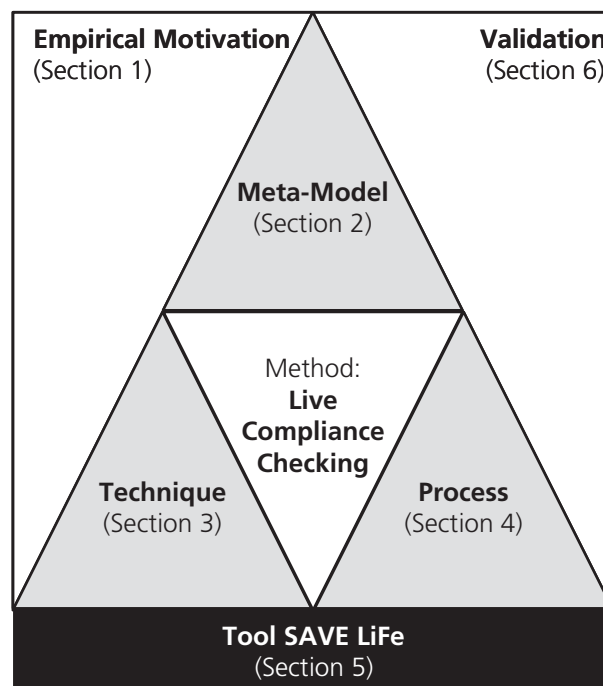 Empirical Motivation
(Section 1)
Validation
(Section 6)
Meta-Model
(Section 2)
Method:
Live
Compliance
Checking
Technique
(Section 3)
Process
(Section 4)
Tool SAVE LiFe
(Section 5)